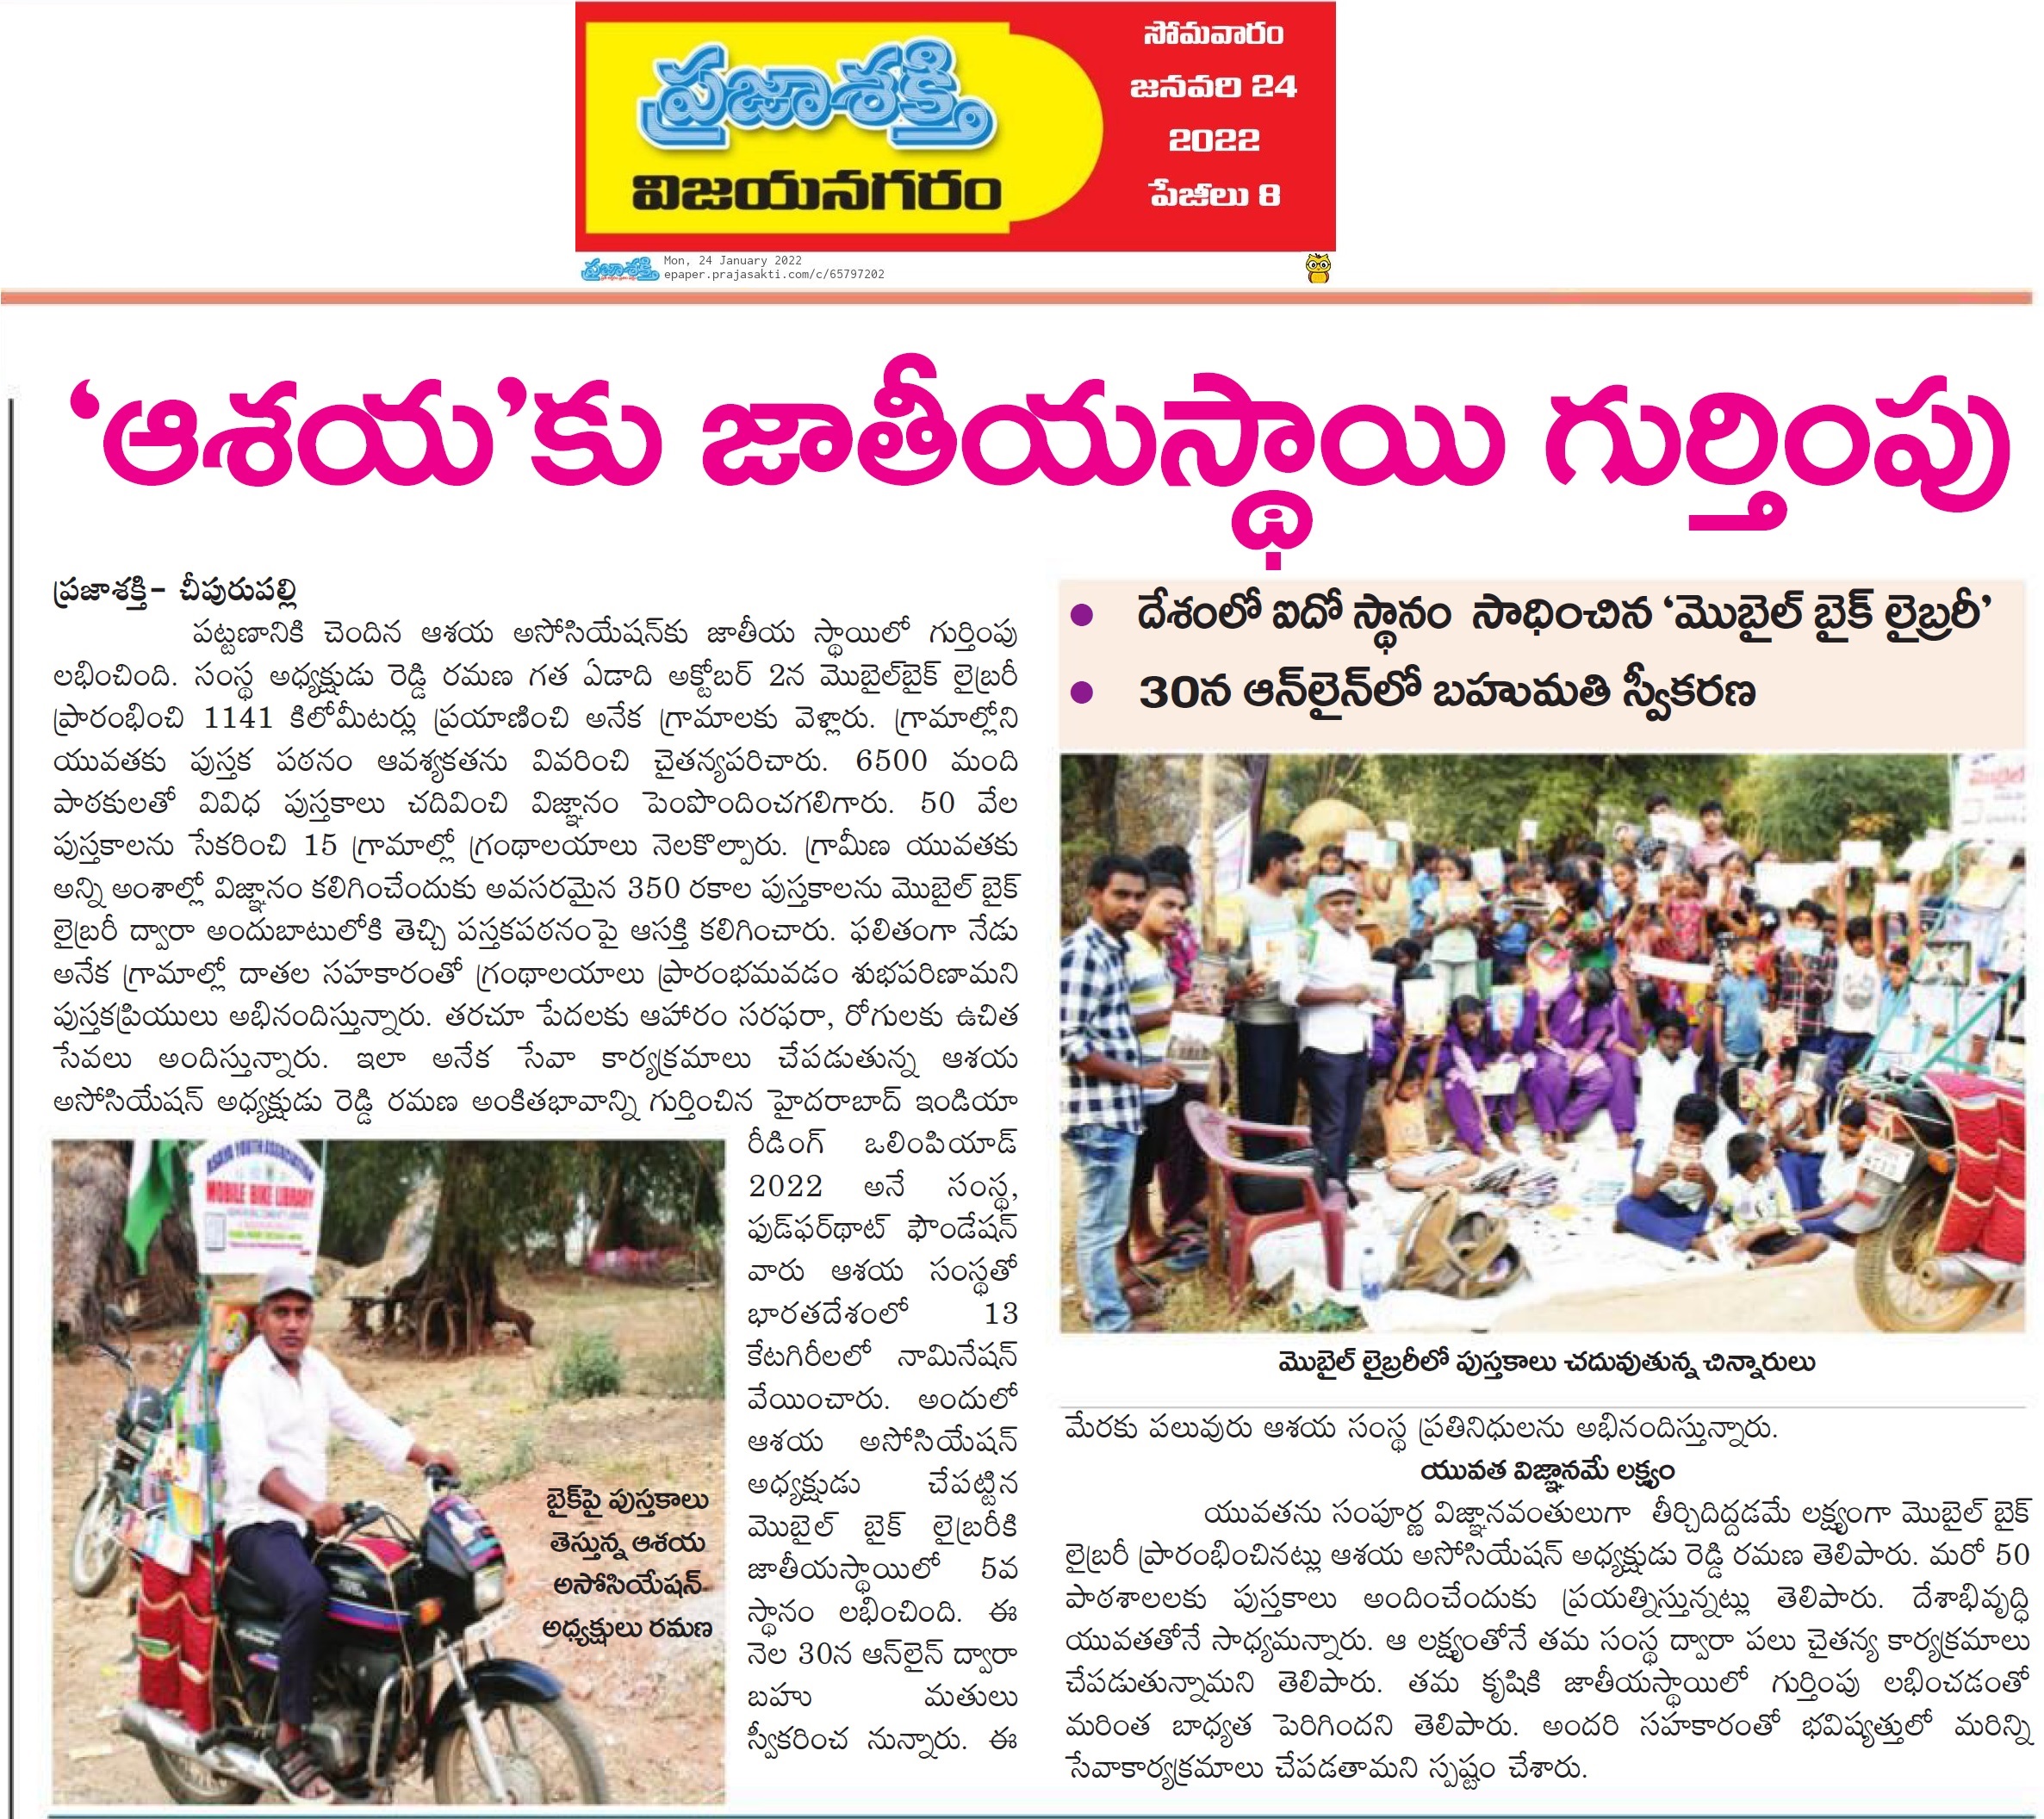 ప్రజాశక్తి
విజయనగరం
సోమవారం
జనవరి 24
2022
పేజీలు 8
ప్రజాశక్తి
Mon, 24 January 2022
epaper.prajasakti.com/c/65797202
‘ఆశయ’కు జాతీయస్థాయి గుర్తింపు
ప్రజాశక్తి- చీపురుపల్లి
పట్టణానికి చెందిన ఆశయ అసోసియేషన్‌కు జాతీయ స్థాయిలో గుర్తింపు
లభించింది. సంస్థ అధ్యక్షుడు రెడ్డి రమణ గత ఏడాది అక్టోబర్ 2న మొబైల్‌బైక్ లైబ్రరీ
ప్రారంభించి 1141 కిలోమీటర్లు ప్రయాణించి అనేక గ్రామాలకు వెళ్లారు. గ్రామాల్లోని
యువతకు పుస్తక పఠనం ఆవశ్యకతను వివరించి చైతన్యపరిచారు. 6500 మంది
పాఠకులతో వివిధ పుస్తకాలు చదివించి విజ్ఞానం పెంపొందించగలిగారు. 50 వేల
పుస్తకాలను సేకరించి 15 గ్రామాల్లో గ్రంథాలయాలు నెలకొల్పారు. గ్రామీణ యువతకు
అన్ని అంశాల్లో విజ్ఞానం కలిగించేందుకు అవసరమైన 350 రకాల పుస్తకాలను మొబైల్ బైక్
లైబ్రరీ ద్వారా అందుబాటులోకి తెచ్చి పస్తకపఠనంపై ఆసక్తి కలిగించారు. ఫలితంగా నేడు
అనేక గ్రామాల్లో దాతల సహకారంతో గ్రంథాలయాలు ప్రారంభమవడం శుభపరిణామని
పుస్తకప్రియులు అభినందిస్తున్నారు. తరచూ పేదలకు ఆహారం సరఫరా, రోగులకు ఉచిత
సేవలు అందిస్తున్నారు. ఇలా అనేక సేవా కార్యక్రమాలు చేపడుతున్న ఆశయ
అసోసియేషన్ అధ్యక్షుడు రెడ్డి రమణ అంకితభావాన్ని గుర్తించిన హైదరాబాద్ ఇండియా
రీడింగ్ ఒలింపియాడ్
2022 అనే సంస్థ,
ఫుడ్‌ఫర్‌థాట్ ఫౌండేషన్
వారు ఆశయ సంస్థతో
భారతదేశంలో 13
కేటగిరీలలో నామినేషన్
వేయించారు. అందులో
ఆశయ అసోసియేషన్
అధ్యక్షుడు చేపట్టిన
మొబైల్ బైక్ లైబ్రరీకి
జాతీయస్థాయిలో 5వ
స్థానం లభించింది. ఈ
నెల 30న ఆన్‌లైన్ ద్వారా
బహు మతులు
స్వీకరించ నున్నారు. ఈ
ASAYA YOUTH ASSOCIATION
MOBILE BIKE LIBRARY
బైక్‌పై పుస్తకాలు
తెస్తున్న ఆశయ
అసోసియేషన్
అధ్యక్షులు రమణ
దేశంలో ఐదో స్థానం సాధించిన ‘మొబైల్ బైక్ లైబ్రరీ’
30న ఆన్‌లైన్‌లో బహుమతి స్వీకరణ
మొబైల్ లైబ్రరీలో పుస్తకాలు చదువుతున్న చిన్నారులు
మేరకు పలువురు ఆశయ సంస్థ ప్రతినిధులను అభినందిస్తున్నారు.
యువత విజ్ఞానమే లక్ష్యం
యువతను సంపూర్ణ విజ్ఞానవంతులుగా తీర్చిదిద్దడమే లక్ష్యంగా మొబైల్ బైక్
లైబ్రరీ ప్రారంభించినట్లు ఆశయ అసోసియేషన్ అధ్యక్షుడు రెడ్డి రమణ తెలిపారు. మరో 50
పాఠశాలలకు పుస్తకాలు అందించేందుకు ప్రయత్నిస్తున్నట్లు తెలిపారు. దేశాభివృద్ధి
యువతతోనే సాధ్యమన్నారు. ఆ లక్ష్యంతోనే తమ సంస్థ ద్వారా పలు చైతన్య కార్యక్రమాలు
చేపడుతున్నామని తెలిపారు. తమ కృషికి జాతీయస్థాయిలో గుర్తింపు లభించడంతో
మరింత బాధ్యత పెరిగిందని తెలిపారు. అందరి సహకారంతో భవిష్యత్తులో మరిన్ని
సేవాకార్యక్రమాలు చేపడతామని స్పష్టం చేశారు.